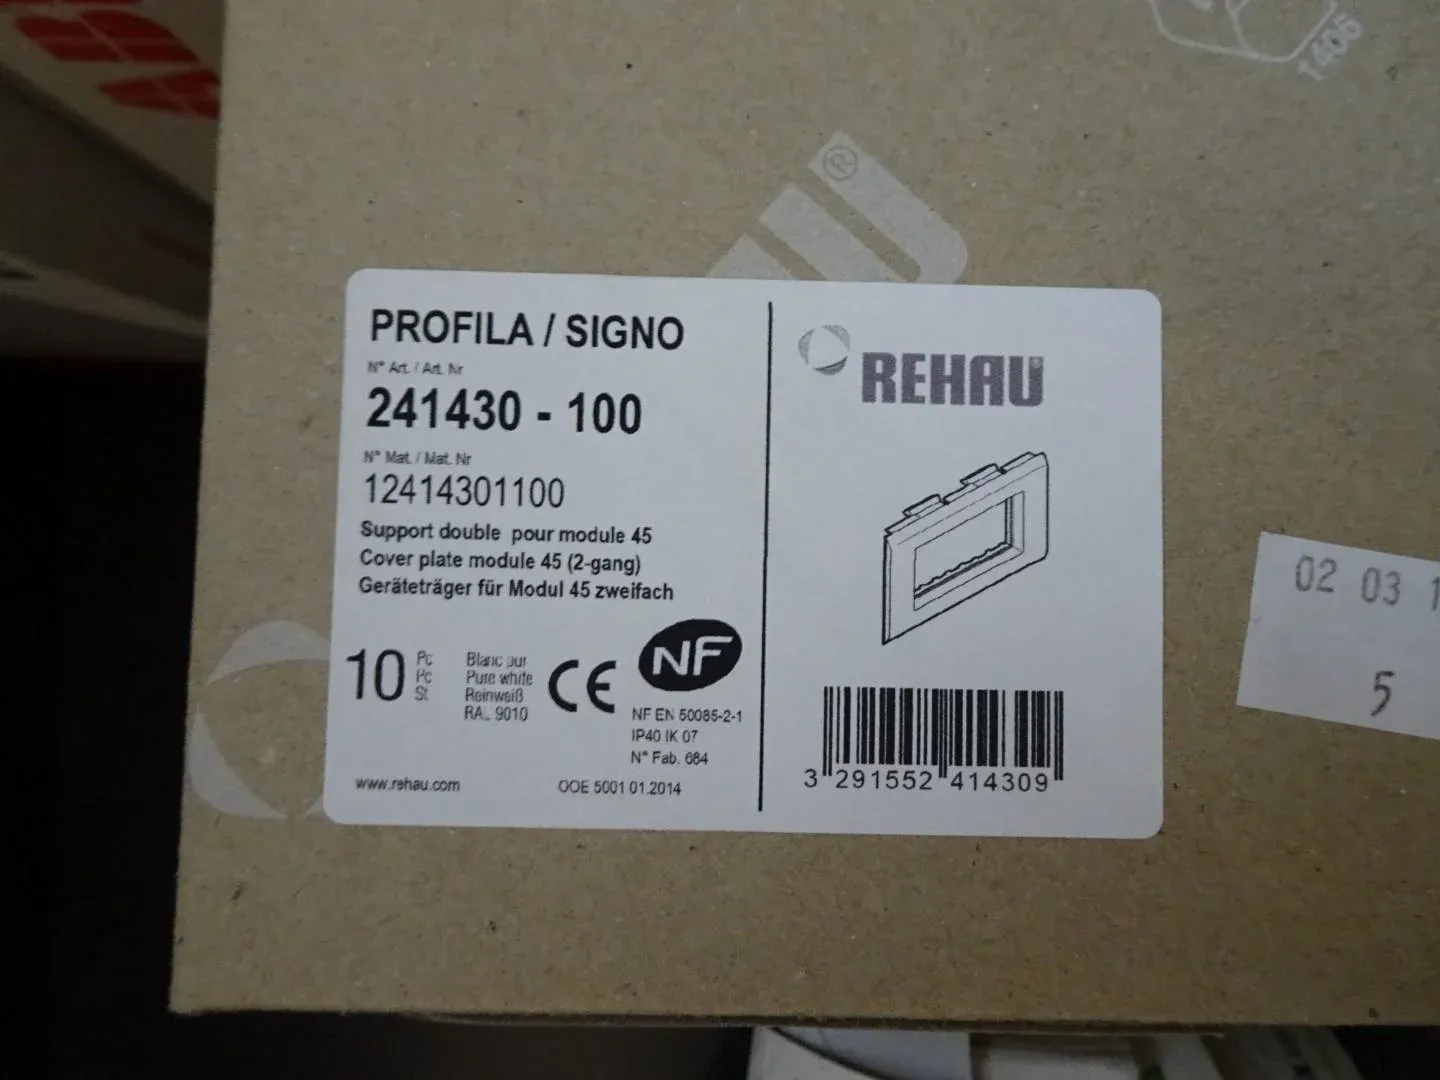 1406
®
PROFILA / SIGNO
N° Art. / Art. Nr
241430 - 100
N° Mat. / Mat. Nr
12414301100
Support double pour module 45
Cover plate module 45 (2-gang)
Geräteträger für Modul 45 zweifach
10
Pc
Pc
St
Blanc pur
Pure white
Reinweiß
RAL 9010
CE
NF
NF EN 50085-2-1
IP40 IK 07
N° Fab. 684
www.rehau.com
OOE 5001 01.2014
REHAU
3 291552 414309
02 03 1
5